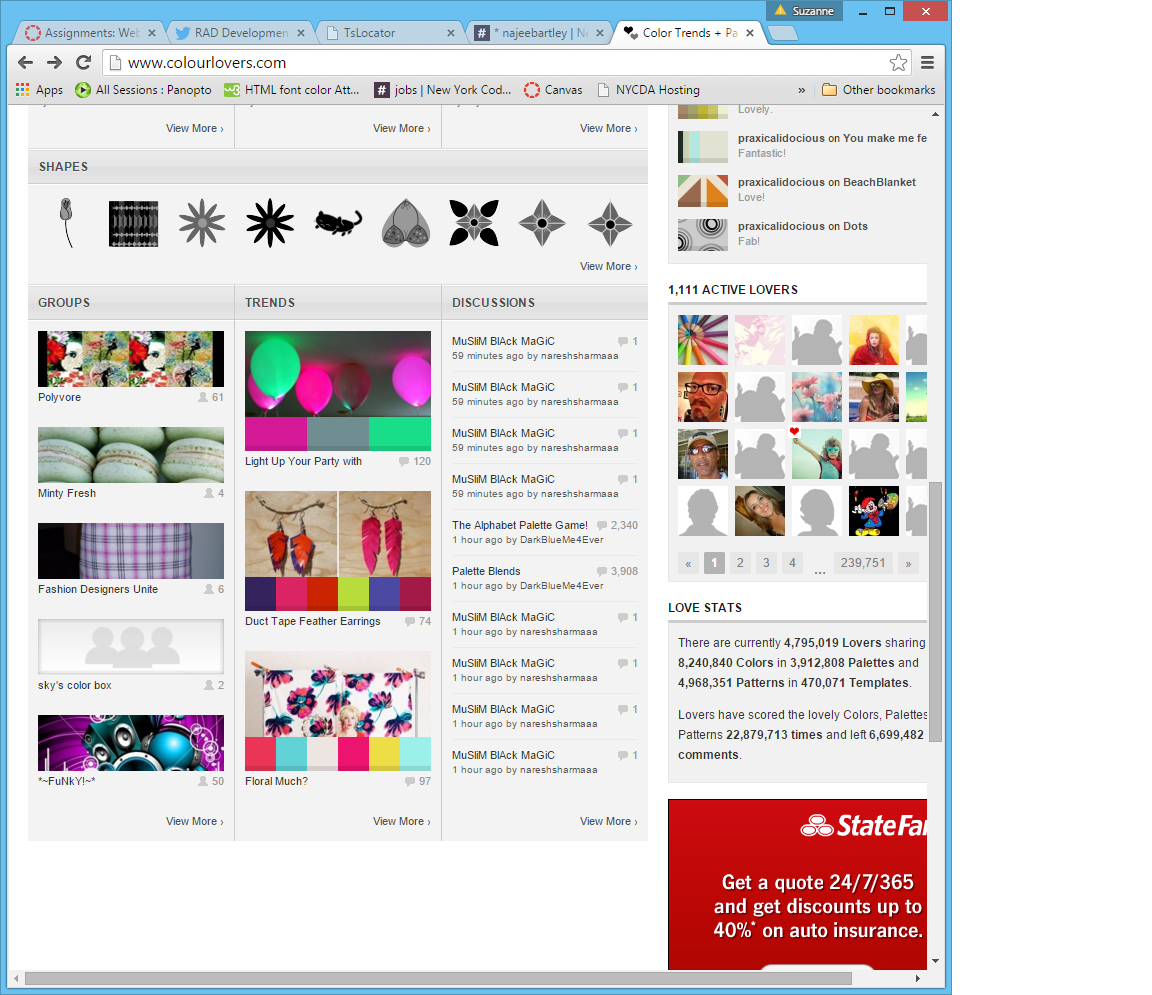 Suzanne
Assignments: Web
RAD Developmen
TsLocator
* najeebartley | Ne
Color Trends + Pa
www.colourlovers.com
Apps
All Sessions : Panopto
HTML font color Att...
jobs | New York Cod...
Canvas
NYCDA Hosting
»
Other bookmarks
View More ›
View More ›
View More ›
SHAPES
View More ›
GROUPS
Polyvore
61
Minty Fresh
4
Fashion Designers Unite
6
sky's color box
2
*~FuNkY!~*
50
View More ›
TRENDS
Light Up Your Party with
120
Duct Tape Feather Earrings
74
Floral Much?
97
View More ›
DISCUSSIONS
MuSliM BlAck MaGiC 1
59 minutes ago by nareshsharmaaa
MuSliM BlAck MaGiC 1
59 minutes ago by nareshsharmaaa
MuSliM BlAck MaGiC 1
59 minutes ago by nareshsharmaaa
MuSliM BlAck MaGiC 1
59 minutes ago by nareshsharmaaa
The Alphabet Palette Game! 2,340
1 hour ago by DarkBlueMe4Ever
Palette Blends 3,908
1 hour ago by DarkBlueMe4Ever
MuSliM BlAck MaGiC 1
1 hour ago by nareshsharmaaa
MuSliM BlAck MaGiC 1
1 hour ago by nareshsharmaaa
MuSliM BlAck MaGiC 1
1 hour ago by nareshsharmaaa
MuSliM BlAck MaGiC 1
1 hour ago by nareshsharmaaa
View More ›
Lovely.
praxicalidocious on You make me fe
Fantastic!
praxicalidocious on BeachBlanket
Love!
praxicalidocious on Dots
Fab!
1,111 ACTIVE LOVERS
« 1 2 3 4 ... 239,751 »
LOVE STATS
There are currently 4,795,019 Lovers sharing
8,240,840 Colors in 3,912,808 Palettes and
4,968,351 Patterns in 470,071 Templates.
Lovers have scored the lovely Colors, Palettes
Patterns 22,879,713 times and left 6,699,482
comments.
State Far
Get a quote 24/7/365
and get discounts up to
40%* on auto insurance.